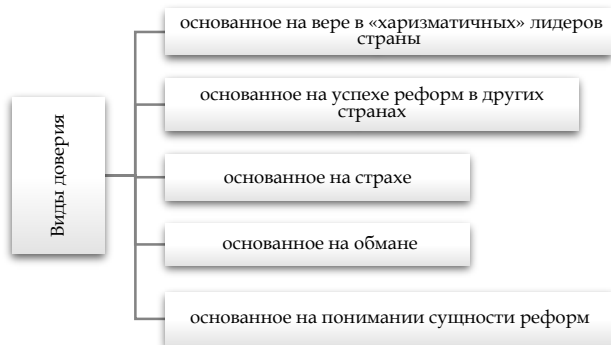 Виды доверия
основанное на вере в «харизматичных» лидеров
страны
основанное на успехе реформ в других
странах
основанное на страхе
основанное на обмане
основанное на понимании сущности реформ